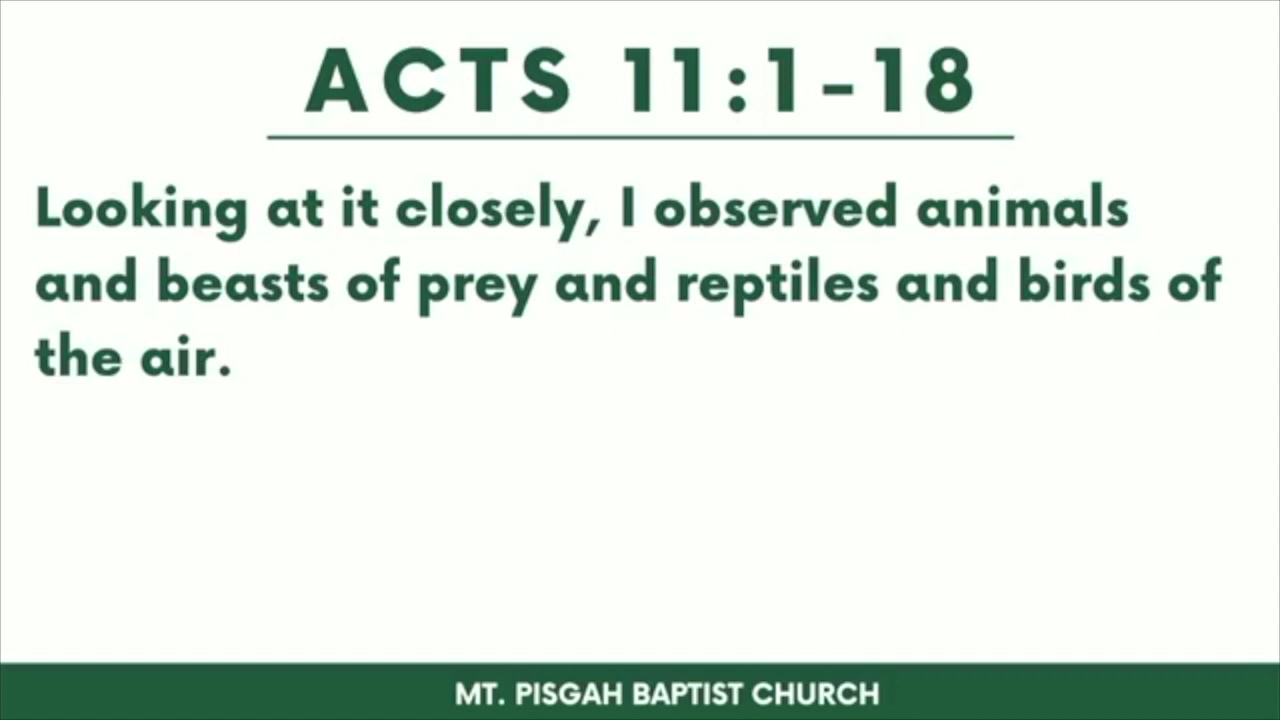 ACTS 11:1-18
Looking at it closely, I observed animals
and beasts of prey and reptiles and birds of
the air.
MT. PISGAH BAPTIST CHURCH